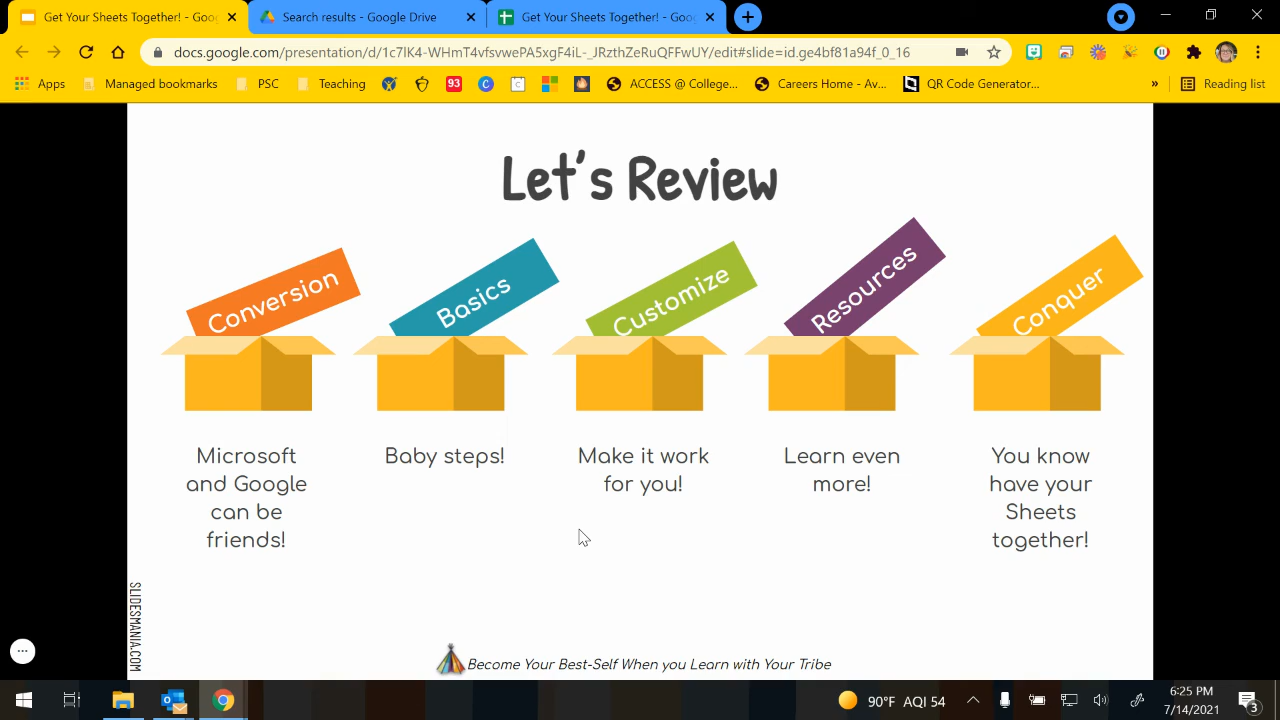 Get Your Sheets Together! - Goog
Search results - Google Drive
Get Your Sheets Together! - Goog
docs.google.com/presentation/d/1c7lK4-WHmT4vfsvwePA5xgF4iL-_JRzthZeRuQFFwUY/edit#slide=id.ge4bf81a94f_0_16
Apps
Managed bookmarks
PSC
Teaching
93
ACCESS @ College...
Careers Home - Av...
QR Code Generator...
»
Reading list
Let's Review
Conversion
Basics
Customize
Resources
Conquer
Microsoft
and Google
can be
friends!
Baby steps!
Make it work
for you!
Learn even
more!
You know
have your
Sheets
together!
SLIDESMANIA.COM
Become Your Best-Self When you Learn with Your Tribe
90°F AQI 54
6:25 PM
7/14/2021
3